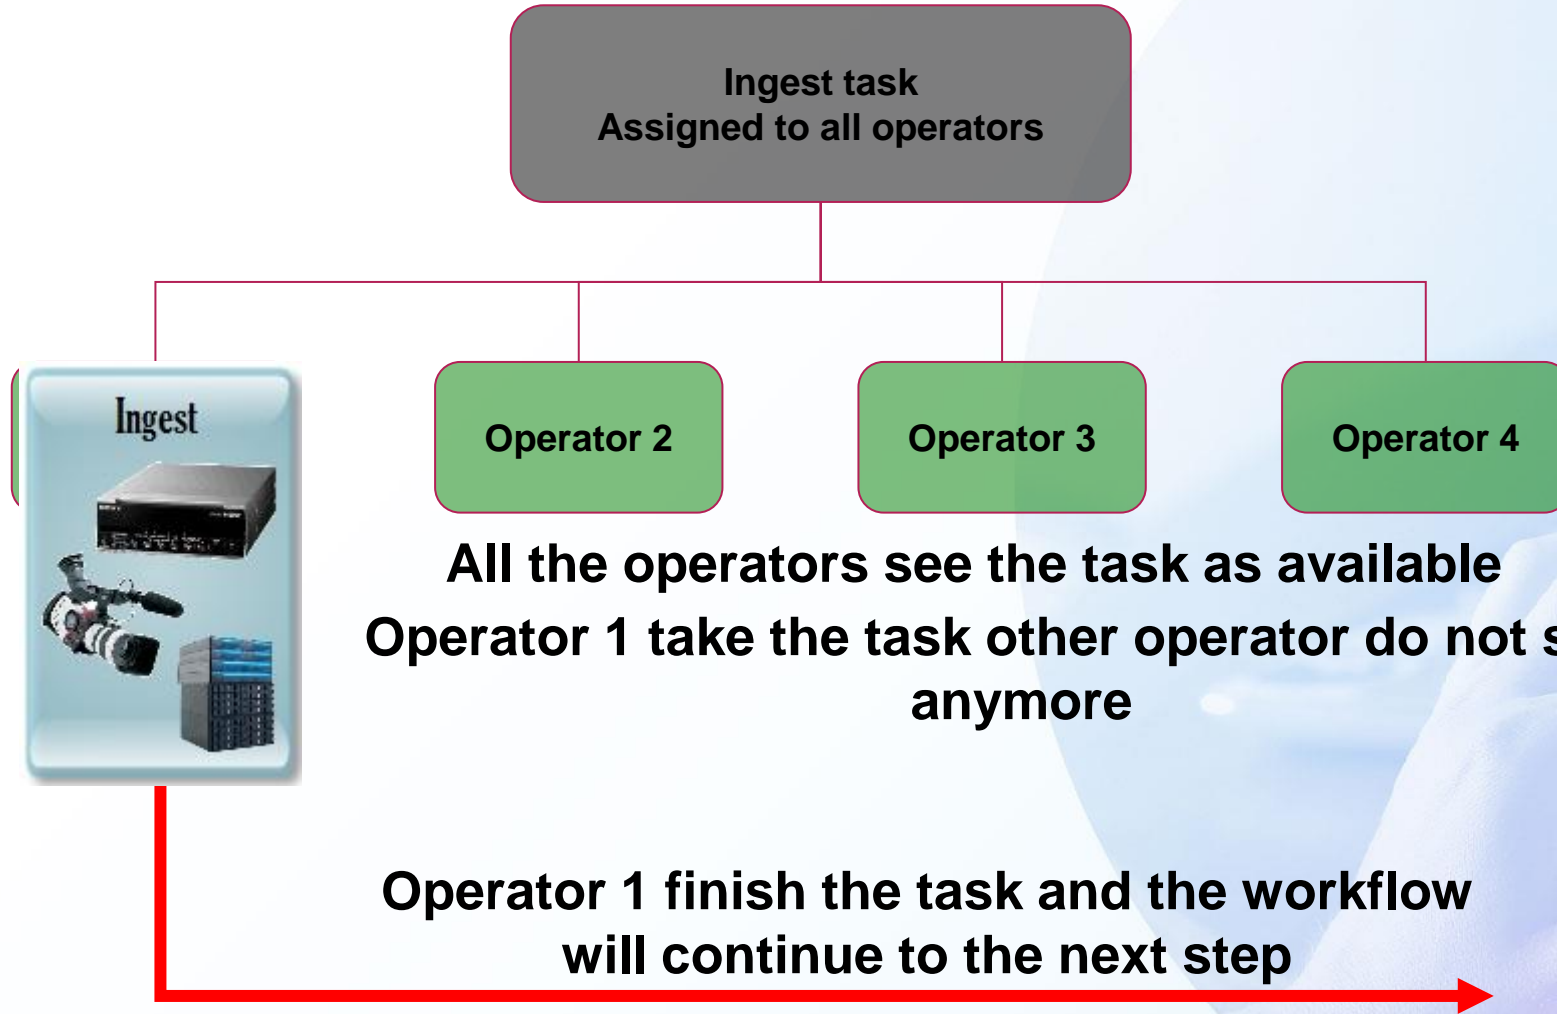 Ingest task
Assigned to all operators
Ingest
Operator 2
Operator 3
Operator 4
All the operators see the task as available
Operator 1 take the task other operator do not
anymore
Operator 1 finish the task and the workflow
will continue to the next step